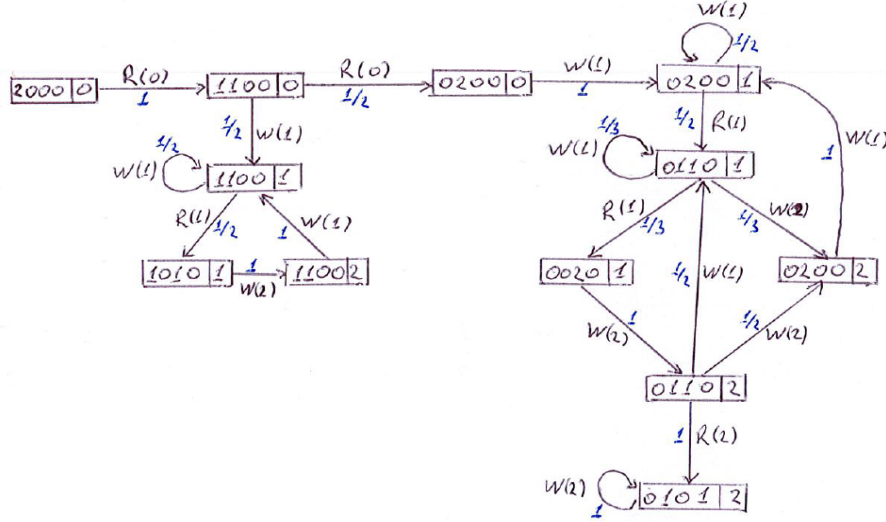 W(1)
1/2
2000|0 R(0) 1 1100|0 R(0) 1/2 0200|0 W(1) 1 0200|1
1/2 W(1) 1/2 R(1) W(1) 1
1/2 W(1) 1100|1 1/3 W(1) 0110|1
R(1) 1/2 1 W(1) R(1) 1/3 1/3 W(2)
1010|1 1 W(2) 1100|2 0020|1 1/2 W(1) 0200|2
W(2) 1 1/2 W(2)
0110|2
1 R(2)
W(2) 1 0101|2